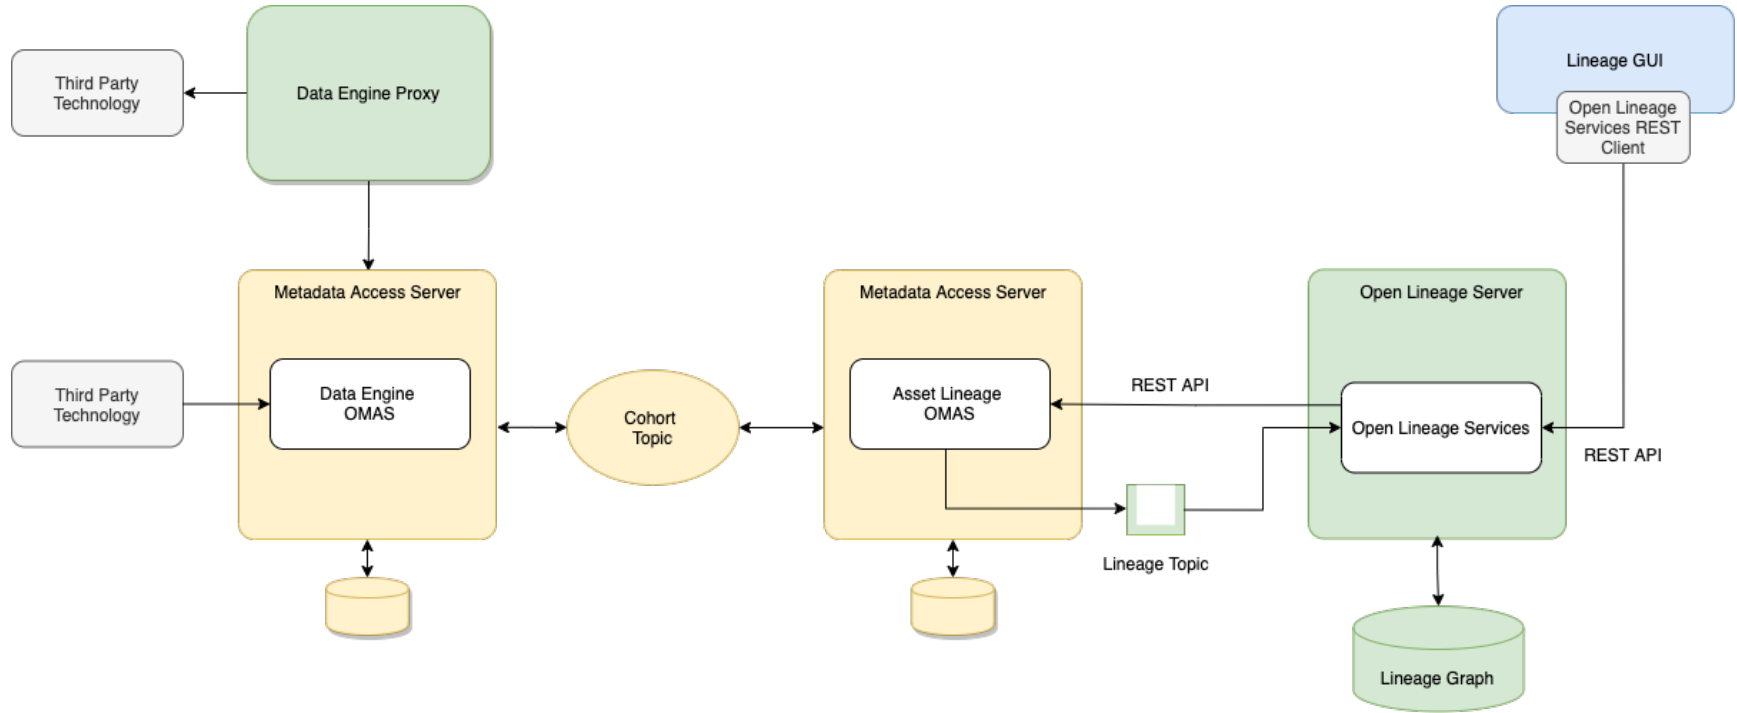 Third Party
Technology
Data Engine Proxy
Lineage GUI
Open Lineage
Services REST
Client
Metadata Access Server
Metadata Access Server
Open Lineage Server
Third Party
Technology
Data Engine
OMAS
Cohort
Topic
Asset Lineage
OMAS
REST API
Open Lineage Services
REST API
Lineage Topic
Lineage Graph